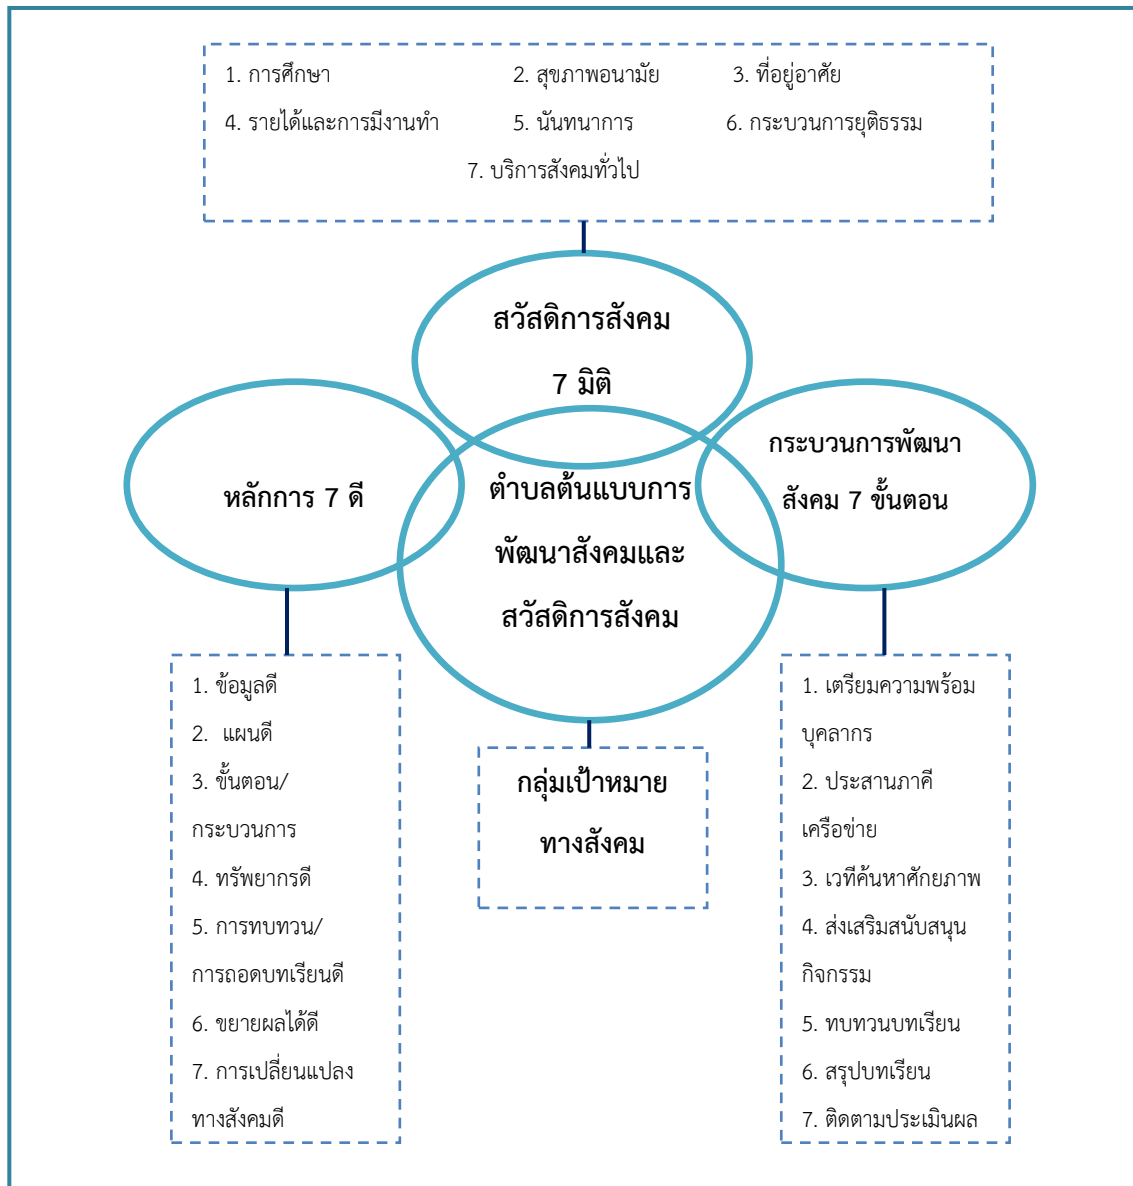 1. การศึกษา 2. สุขภาพอนามัย 3. ที่อยู่อาศัย
4. รายได้และการมีงานทำ 5. นันทนาการ 6. กระบวนการยุติธรรม
7. บริการสังคมทั่วไป
สวัสดิการสังคม
7 มิติ
หลักการ 7 ดี
ตำบลต้นแบบการ
พัฒนาสังคมและ
สวัสดิการสังคม
กระบวนการพัฒนา
สังคม 7 ขั้นตอน
1. ข้อมูลดี
2. แผนดี
3. ขั้นตอน/
กระบวนการ
4. ทรัพยากรดี
5. การทบทวน/
การถอดบทเรียนดี
6. ขยายผลได้ดี
7. การเปลี่ยนแปลง
ทางสังคมดี
กลุ่มเป้าหมาย
ทางสังคม
1. เตรียมความพร้อม
บุคลากร
2. ประสานภาคี
เครือข่าย
3. เวทีค้นหาศักยภาพ
4. ส่งเสริมสนับสนุน
กิจกรรม
5. ทบทวนบทเรียน
6. สรุปบทเรียน
7. ติดตามประเมินผล